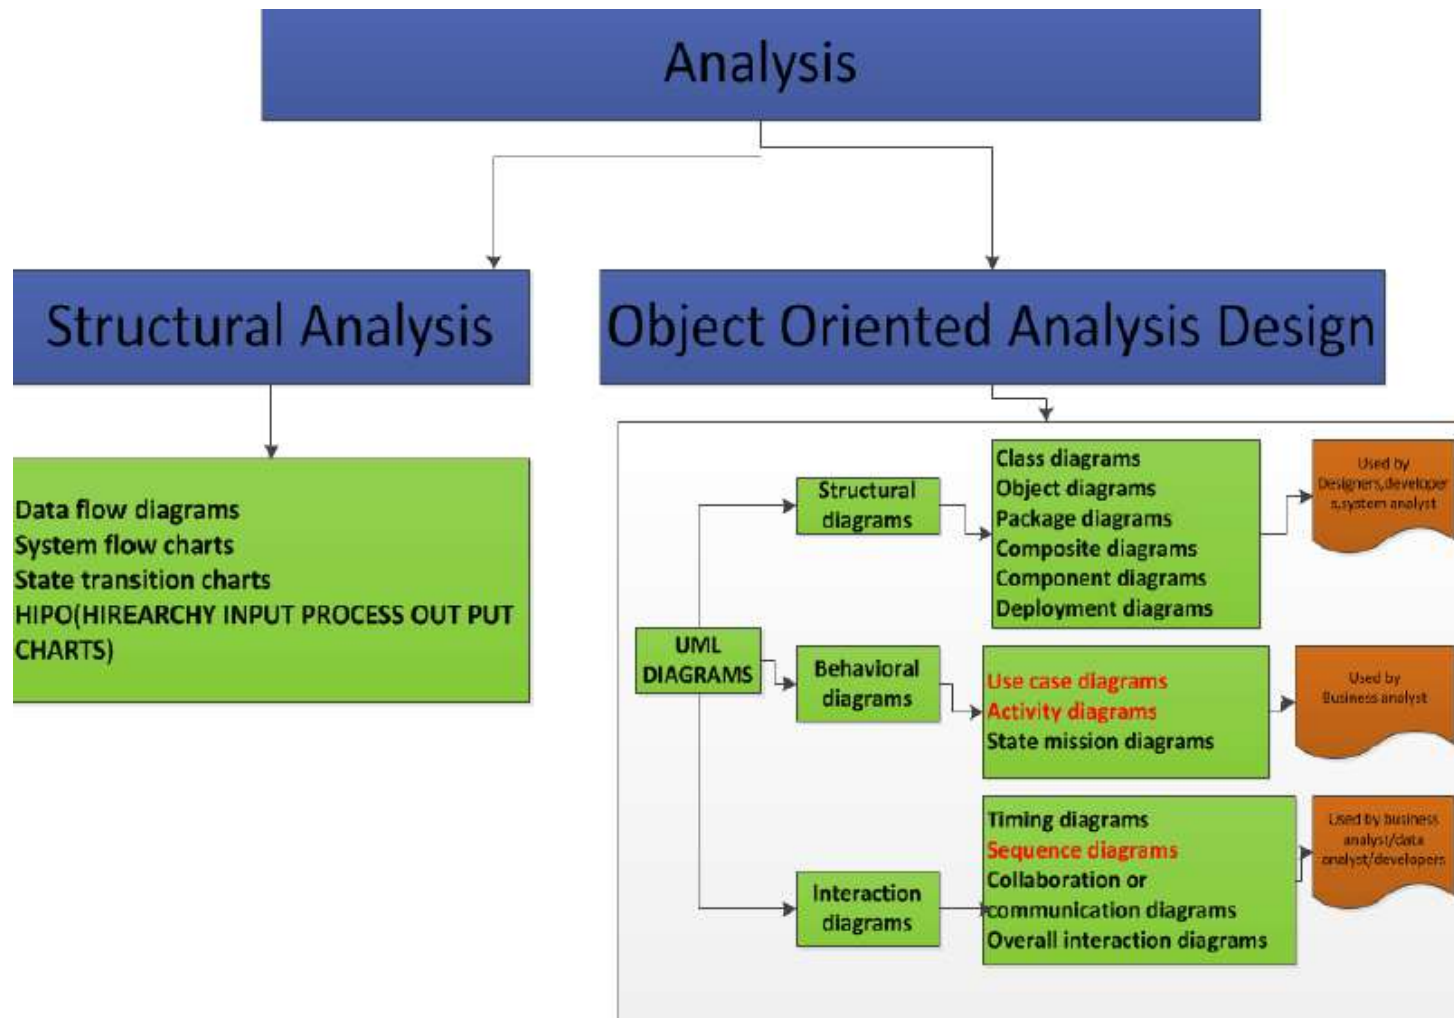 Analysis
Structural Analysis
Object Oriented Analysis Design
Data flow diagrams
System flow charts
State transition charts
HIPO(HIREARCHY INPUT PROCESS OUT PUT
CHARTS)
UML
DIAGRAMS
Structural
diagrams
Class diagrams
Object diagrams
Package diagrams
Composite diagrams
Component diagrams
Deployment diagrams
Used by
Designers,developer
s,system analyst
Behavioral
diagrams
Use case diagrams
Activity diagrams
State mission diagrams
Used by
Business analyst
Interaction
diagrams
Timing diagrams
Sequence diagrams
Collaboration or
communication diagrams
Overall interaction diagrams
Used by business
analyst/data
analyst/developers